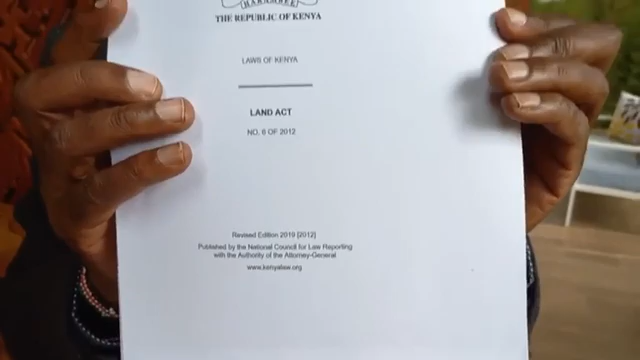 HARAMBEE
THE REPUBLIC OF KENYA
LAWS OF KENYA
LAND ACT
NO. 6 OF 2012
Revised Edition 2019 [2012]
Published by the National Council for Law Reporting
with the Authority of the Attorney-General
www.kenyalaw.org